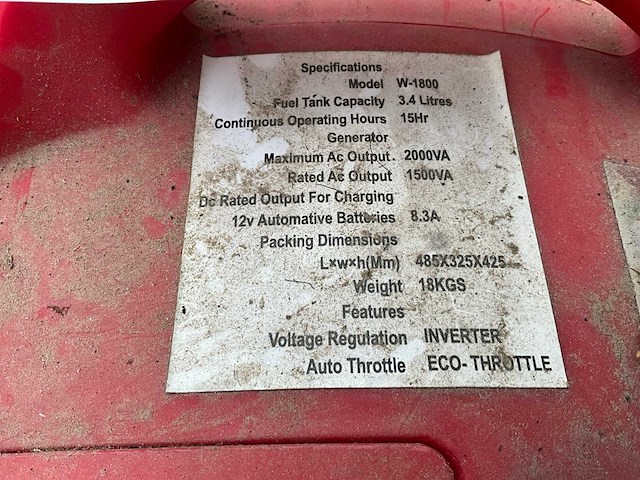 Specifications
Model W-1800
Fuel Tank Capacity 3.4 Litres
Continuous Operating Hours 15Hr
Generator
Maximum Ac Output. 2000VA
Rated Ac Output 1500VA
Dc Rated Output For Charging
12v Automative Batteries 8.3A
Packing Dimensions
L×w×h(Mm) 485X325X425
Weight 18KGS
Features
Voltage Regulation INVERTER
Auto Throttle ECO- THROTTLE